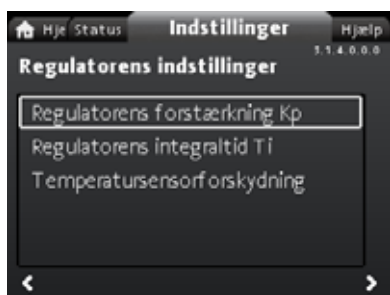 Hje Status Indstillinger Hjælp
3.1.4.0.0.0
Regulatorens indstillinger
Regulatorens forstærkning Kp
Regulatorens integraltid Ti
Temperatursensorforskydning